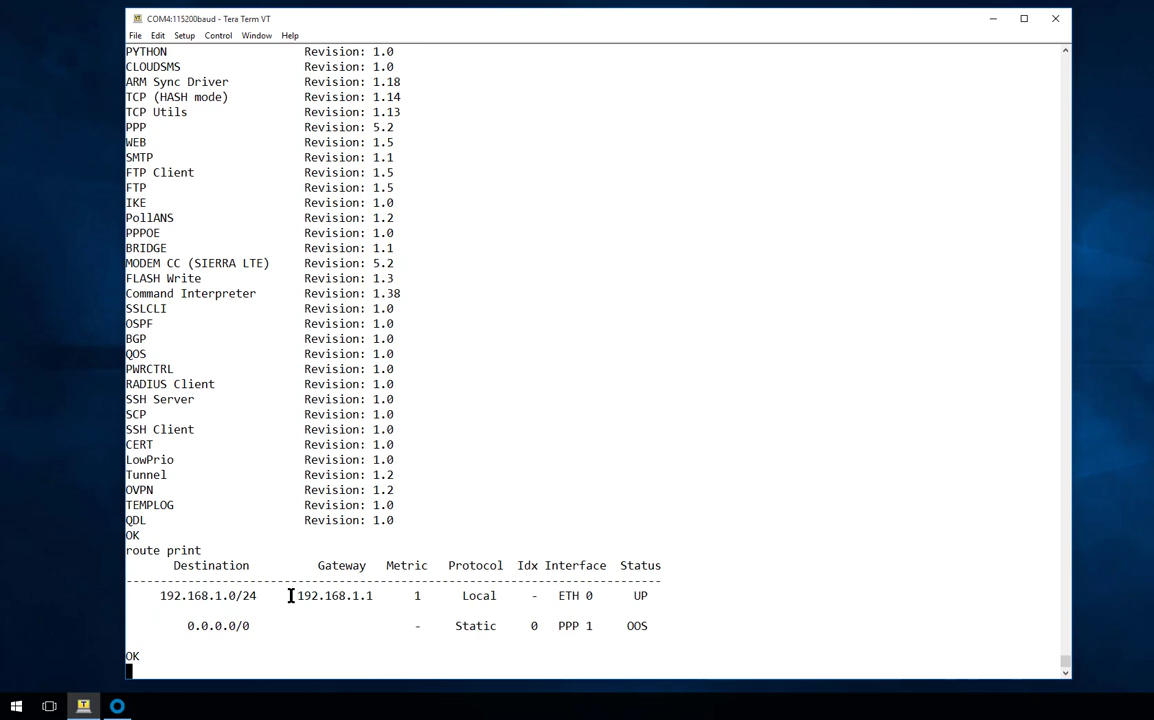 COM4:115200baud - Tera Term VT
File Edit Setup Control Window Help
PYTHON Revision: 1.0
CLOUDSMS Revision: 1.0
ARM Sync Driver Revision: 1.18
TCP (HASH mode) Revision: 1.14
TCP Utils Revision: 1.13
PPP Revision: 5.2
WEB Revision: 1.5
SMTP Revision: 1.1
FTP Client Revision: 1.5
FTP Revision: 1.5
IKE Revision: 1.0
PollANS Revision: 1.2
PPPOE Revision: 1.0
BRIDGE Revision: 1.1
MODEM CC (SIERRA LTE) Revision: 5.2
FLASH Write Revision: 1.3
Command Interpreter Revision: 1.38
SSLCLI Revision: 1.0
OSPF Revision: 1.0
BGP Revision: 1.0
QOS Revision: 1.0
PWRCTRL Revision: 1.0
RADIUS Client Revision: 1.0
SSH Server Revision: 1.0
SCP Revision: 1.0
SSH Client Revision: 1.0
CERT Revision: 1.0
LowPrio Revision: 1.0
Tunnel Revision: 1.2
OVPN Revision: 1.2
TEMPLOG Revision: 1.0
QDL Revision: 1.0
OK
route print
Destination Gateway Metric Protocol Idx Interface Status
-------------------------------------------------------------------------------
192.168.1.0/24 192.168.1.1 1 Local - ETH 0 UP
0.0.0.0/0 - Static 0 PPP 1 OOS
OK